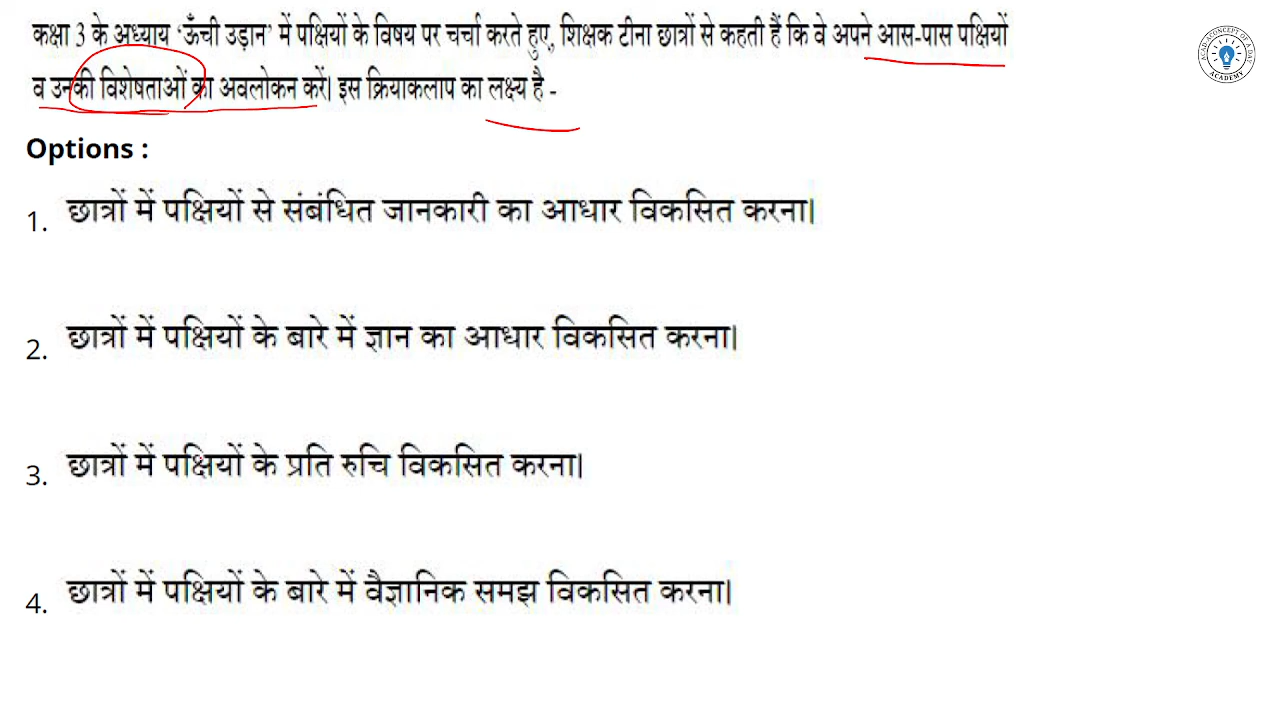 कक्षा 3 के अध्याय ‘ऊँची उड़ान’ में पक्षियों के विषय पर चर्चा करते हुए, शिक्षक टीना छात्रों से कहती हैं कि वे अपने आस-पास पक्षियों
व उनकी विशेषताओं का अवलोकन करें। इस क्रियाकलाप का लक्ष्य है -
Options :
1. छात्रों में पक्षियों से संबंधित जानकारी का आधार विकसित करना।
2. छात्रों में पक्षियों के बारे में ज्ञान का आधार विकसित करना।
3. छात्रों में पक्षियों के प्रति रुचि विकसित करना।
4. छात्रों में पक्षियों के बारे में वैज्ञानिक समझ विकसित करना।
ACADEMY